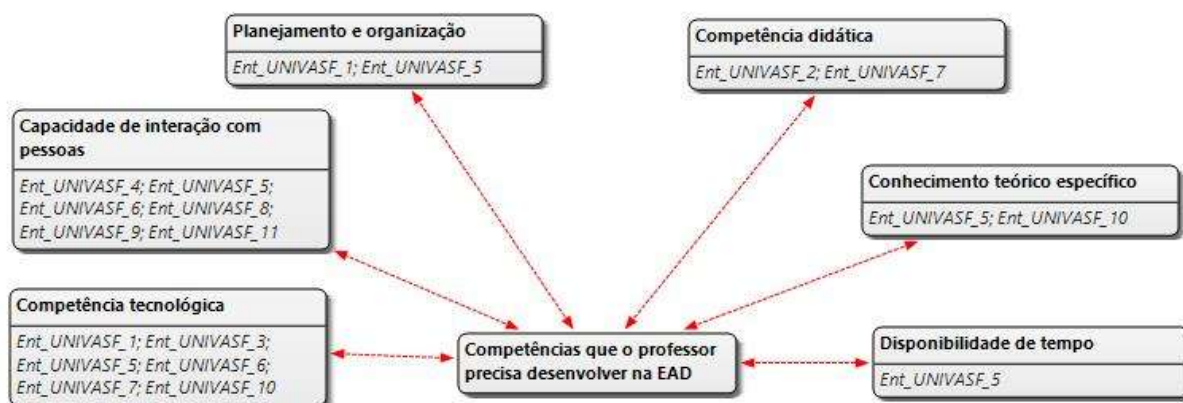 Planejamento e organização
Ent_UNIVASF_1; Ent_UNIVASF_5
Competência didática
Ent_UNIVASF_2; Ent_UNIVASF_7
Capacidade de interação com
pessoas
Ent_UNIVASF_4; Ent_UNIVASF_5;
Ent_UNIVASF_6; Ent_UNIVASF_8;
Ent_UNIVASF_9; Ent_UNIVASF_11
Conhecimento teórico específico
Ent_UNIVASF_5; Ent_UNIVASF_10
Competência tecnológica
Ent_UNIVASF_1; Ent_UNIVASF_3;
Ent_UNIVASF_5; Ent_UNIVASF_6;
Ent_UNIVASF_7; Ent_UNIVASF_10
Competências que o professor
precisa desenvolver na EAD
Disponibilidade de tempo
Ent_UNIVASF_5